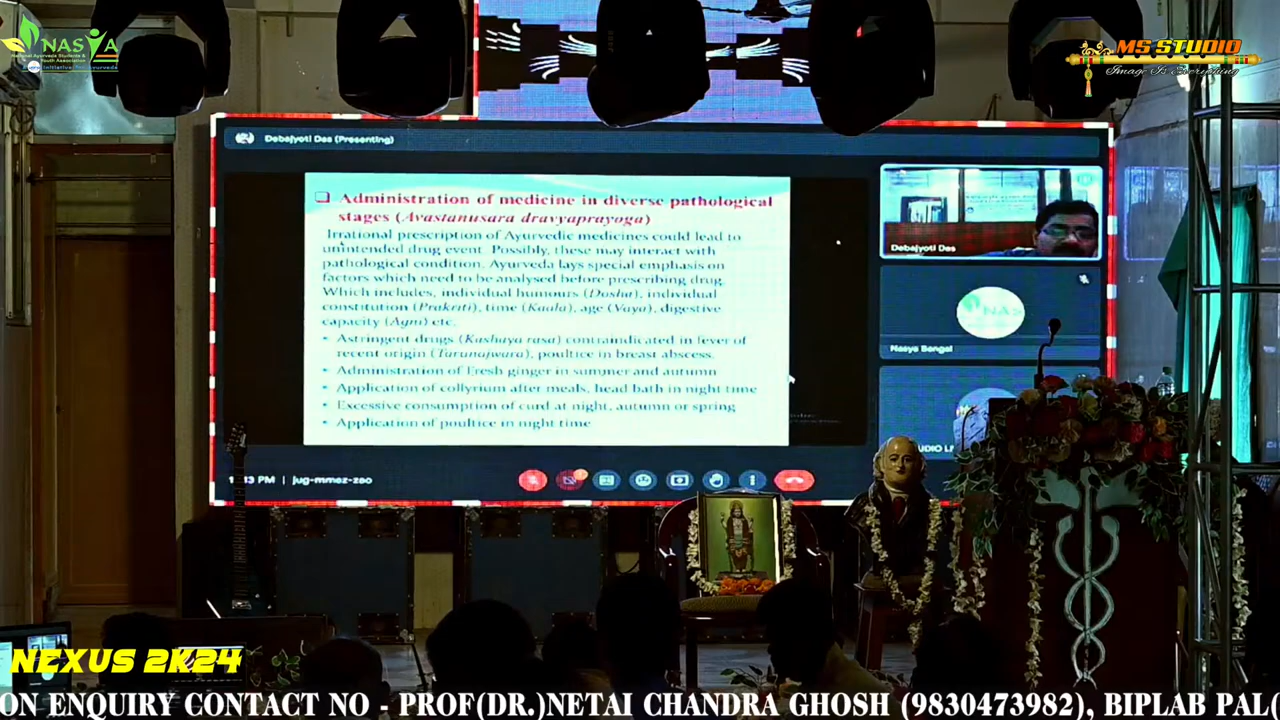 NASYA
National Ayurveda Students &
Youth Association
MS STUDIO
Image Is Everything
Debajyoti Das (Presenting)
Administration of medicine in diverse pathological
stages (Avastanusara dravyaprayoga)
Irrational prescription of Ayurvedic medicines could lead to
unintended drug event. Possibly, these may interact with
pathological condition. Ayurveda lays special emphasis on
factors which need to be analysed before prescribing drug.
Which includes, individual humours (Dosha), individual
constitution (Prakriti), time (Kaala), age (Vaya), digestive
capacity (Agni) etc.
• Astringent drugs (Kashaya rasa) contraindicated in fever of
recent origin (Tarunajwara), poultice in breast abscess.
• Administration of Fresh ginger in summer and autumn
• Application of collyrium after meals, head bath in night time
• Excessive consumption of curd at night, autumn or spring
• Application of poultice in night time
Debajyoti Das
Nasya Bengal
PM | jug-mmez-zao
NEXUS 2K24
ON ENQUIRY CONTACT NO - PROF(DR.)NETAI CHANDRA GHOSH (9830473982), BIPLAB PAL(